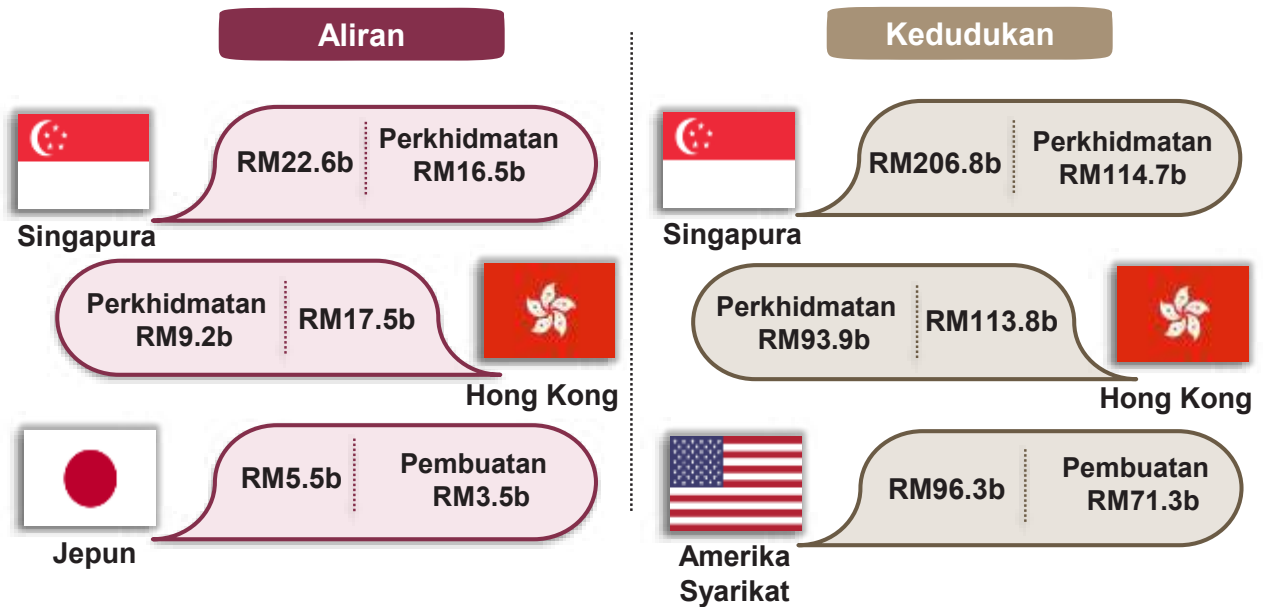 Aliran
Singapura
RM22.6b
Perkhidmatan
RM16.5b
Perkhidmatan
RM9.2b
RM17.5b
Hong Kong
Jepun
RM5.5b
Pembuatan
RM3.5b
Kedudukan
Singapura
RM206.8b
Perkhidmatan
RM114.7b
Perkhidmatan
RM93.9b
RM113.8b
Hong Kong
Amerika
Syarikat
RM96.3b
Pembuatan
RM71.3b